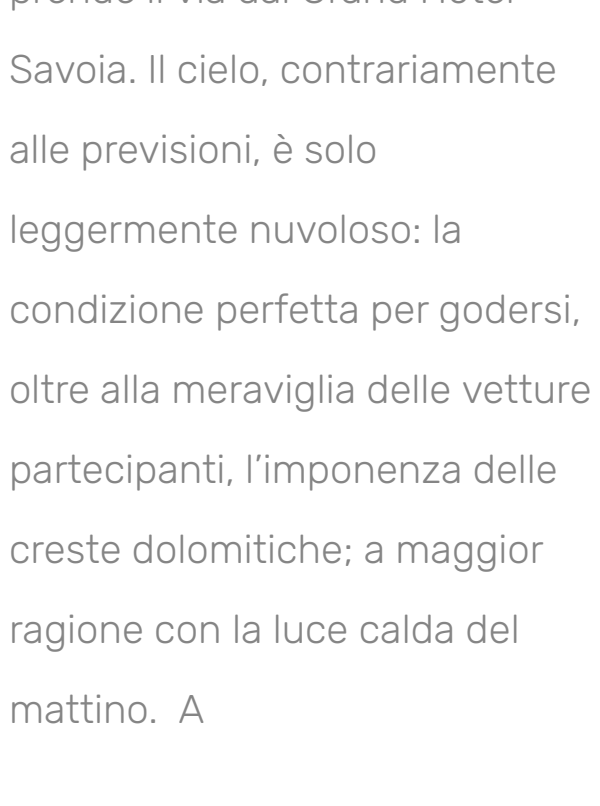 Savoia. Il cielo, contrariamente
alle previsioni, è solo
leggermente nuvoloso: la
condizione perfetta per godersi,
oltre alla meraviglia delle vetture
partecipanti, l’imponenza delle
creste dolomitiche; a maggior
ragione con la luce calda del
mattino.  A